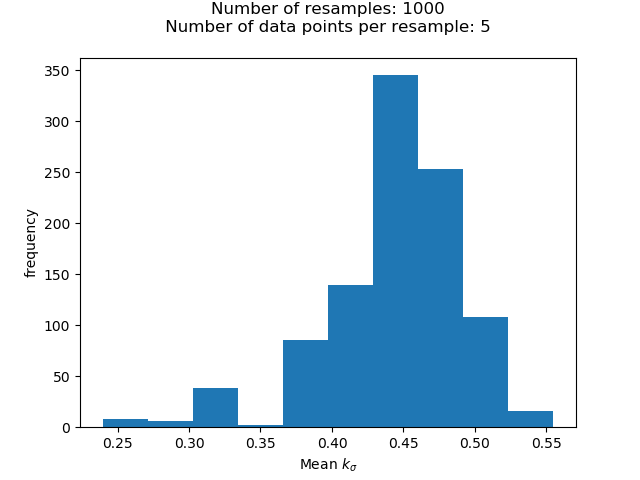 Number of resamples: 1000
Number of data points per resample: 5
350
300
250
200
150
100
50
0
frequency
0.25 0.30 0.35 0.40 0.45 0.50 0.55
Mean kσ